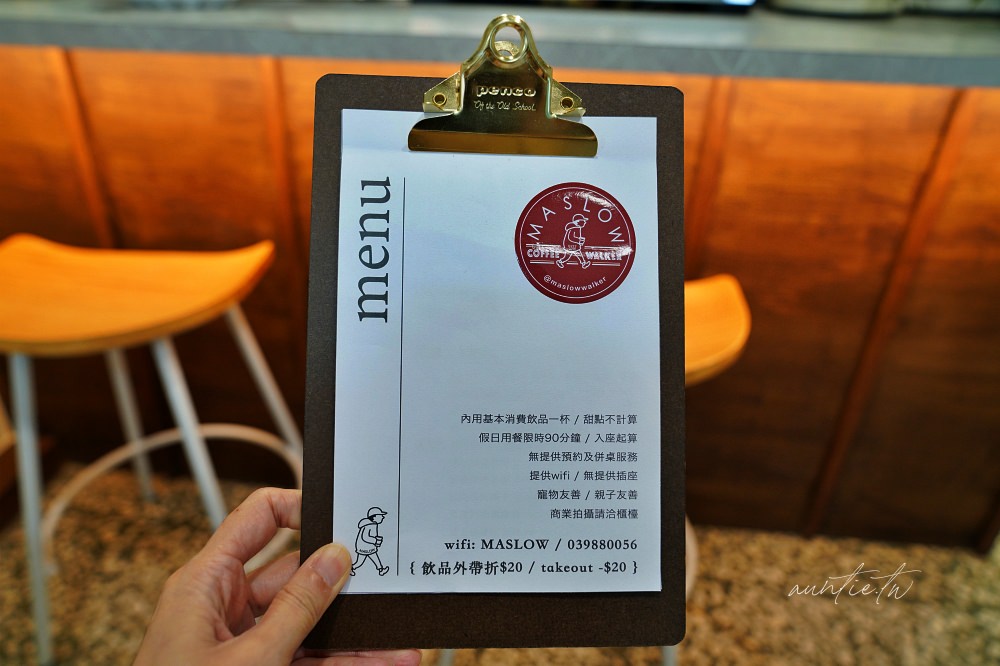 penco
Of the Old School.
menu
MASLOW
COFFEE WALKER
@maslowwalker
內用基本消費飲品一杯 / 甜點不計算
假日用餐限時90分鐘 / 入座起算
無提供預約及併桌服務
提供wifi / 無提供插座
寵物友善 / 親子友善
商業拍攝請洽櫃檯
wifi: MASLOW / 039880056
{ 飲品外帶折$20 / takeout -$20 }
MASLOW
auntie.tw